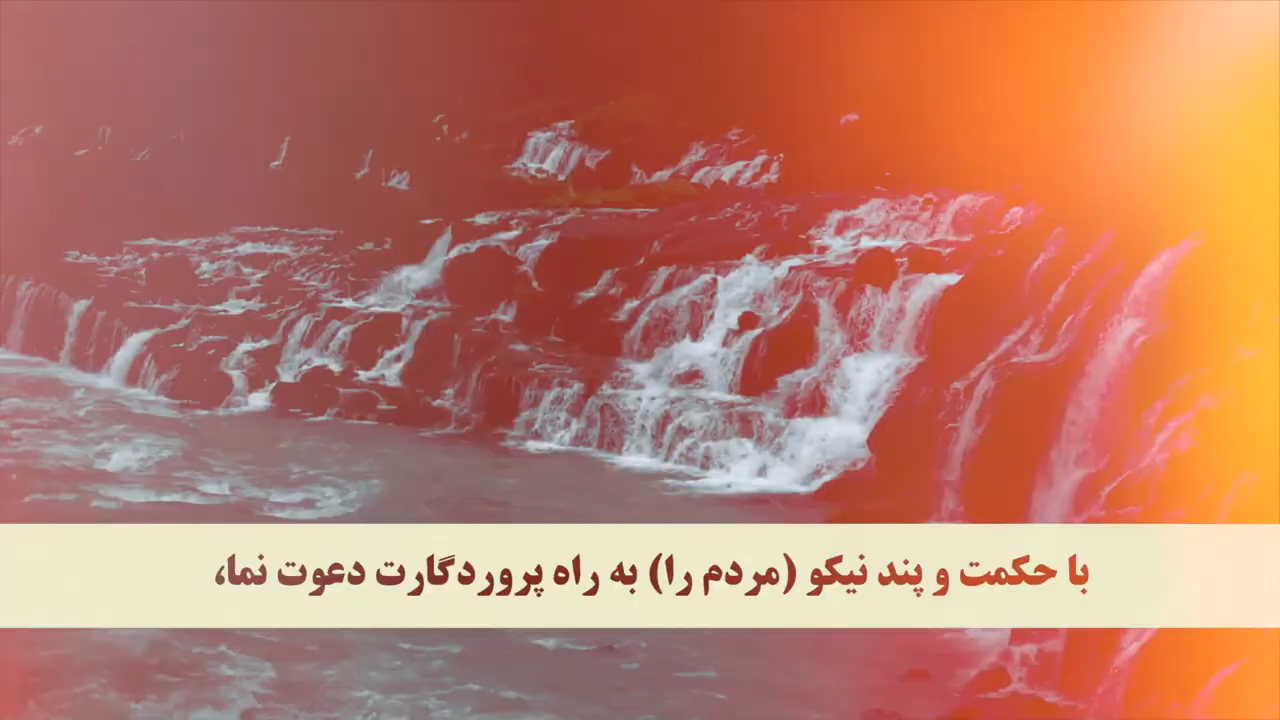 با حکمت و پند نیکو (مردم را) به راه پروردگارت دعوت نما،